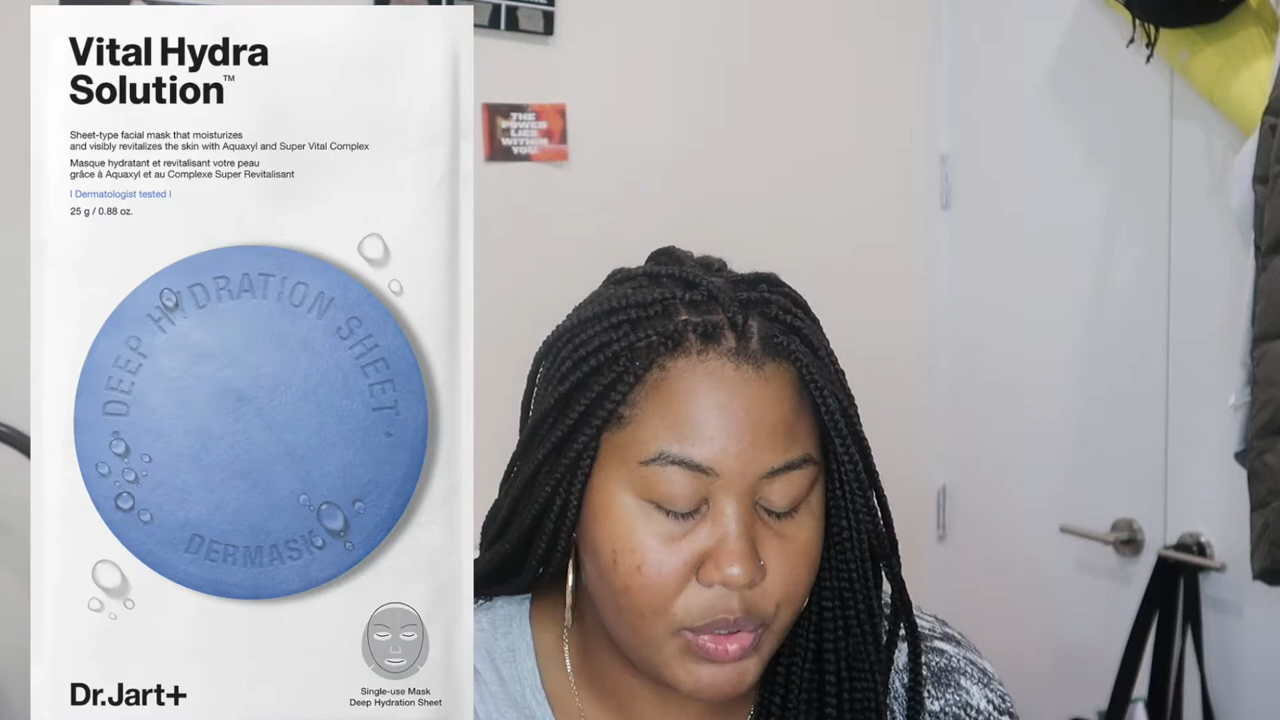 Vital Hydra
Solution™
Sheet-type facial mask that moisturizes
and visibly revitalizes the skin with Aquaxyl and Super Vital Complex
Masque hydratant et revitalisant votre peau
grâce à Aquaxyl et au Complexe Super Revitalisant
I Dermatologist tested I
25 g / 0.88 oz.
· DEEP HYDRATION SHEET ·
DERMASK
Single-use Mask
Deep Hydration Sheet
Dr.Jart+
THE
POWER
LIES
WITHIN
YOU.